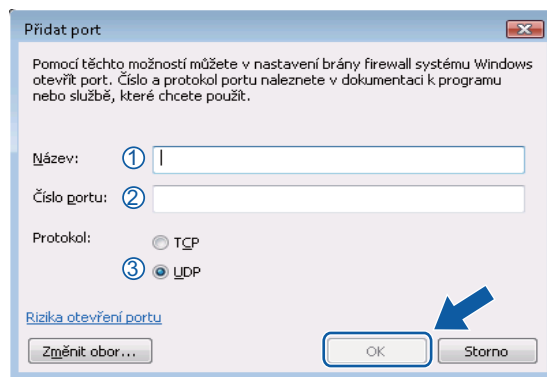 Přidat port
Pomocí těchto možností můžete v nastavení brány firewall systému Windows
otevřít port. Číslo a protokol portu naleznete v dokumentaci k programu
nebo službě, které chcete použít.
Název: 1
Číslo portu: 2
Protokol: TCP
3 UDP
Rizika otevření portu
Změnit obor... OK Storno